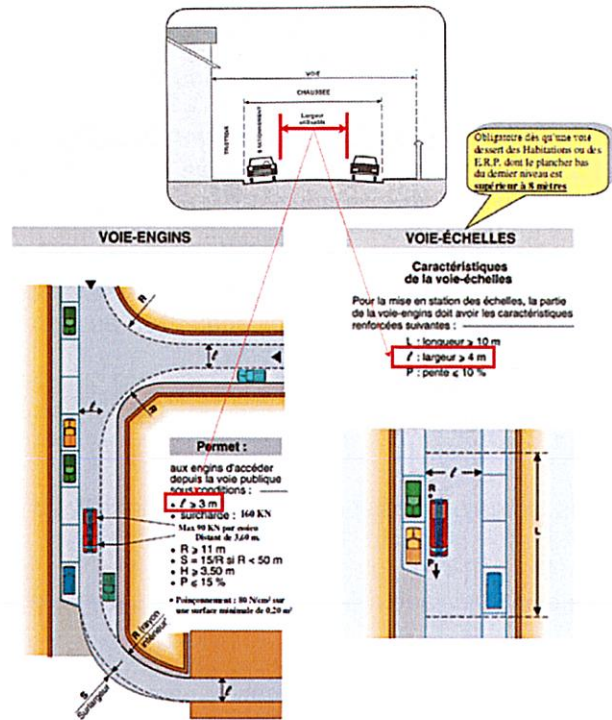 VOIE
CHAUSSÉE
TROTTOIR
STATIONNEMENT
Largeur
utilisable
Obligatoire dès qu'une voie
dessert des Habitations ou des
E.R.P. dont le plancher bas
du dernier niveau est
supérieur à 8 mètres
VOIE-ENGINS
R
l
l
R
Permet :
aux engins d'accéder
depuis la voie publique
sous conditions :
• l ≥ 3 m
• surcharge : 160 KN
Max 90 KN par essieu
Distant de 3,60 m.
• R ≥ 11 m
• S = 15/R si R < 50 m
• H ≥ 3.50 m
• P ≤ 15 %
• Poinçonnement : 80 N/cm² sur
une surface minimale de 0,20 m²
R (rayon
intérieur)
S
Surlargeur
l
VOIE-ÉCHELLES
Caractéristiques
de la voie-échelles
Pour la mise en station des échelles, la partie
de la voie-engins doit avoir les caractéristiques
renforcées suivantes :
L : longueur ≥ 10 m
l : largeur ≥ 4 m
P : pente ≤ 10 %
l
R
P
L